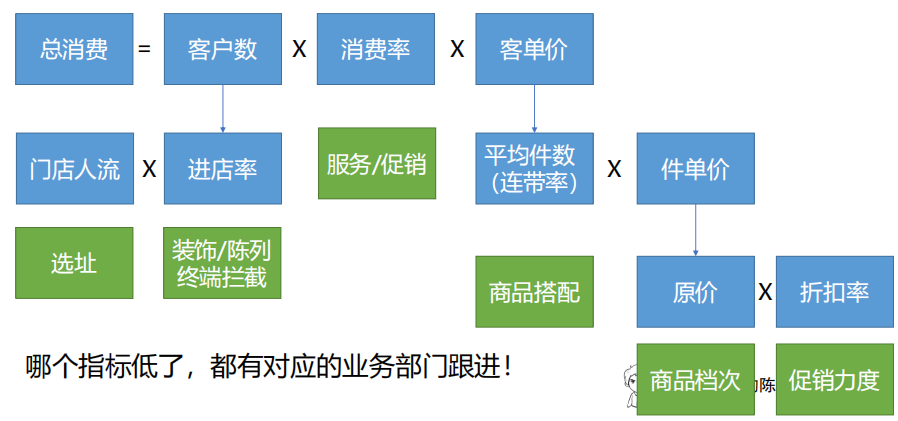 总消费 = 客户数 X 消费率 X 客单价
门店人流 X 进店率 服务/促销 平均件数
（连带率） X 件单价
选址 装饰/陈列
终端拦截
商品搭配 原价 X 折扣率
哪个指标低了，都有对应的业务部门跟进！
商品档次 陈 促销力度